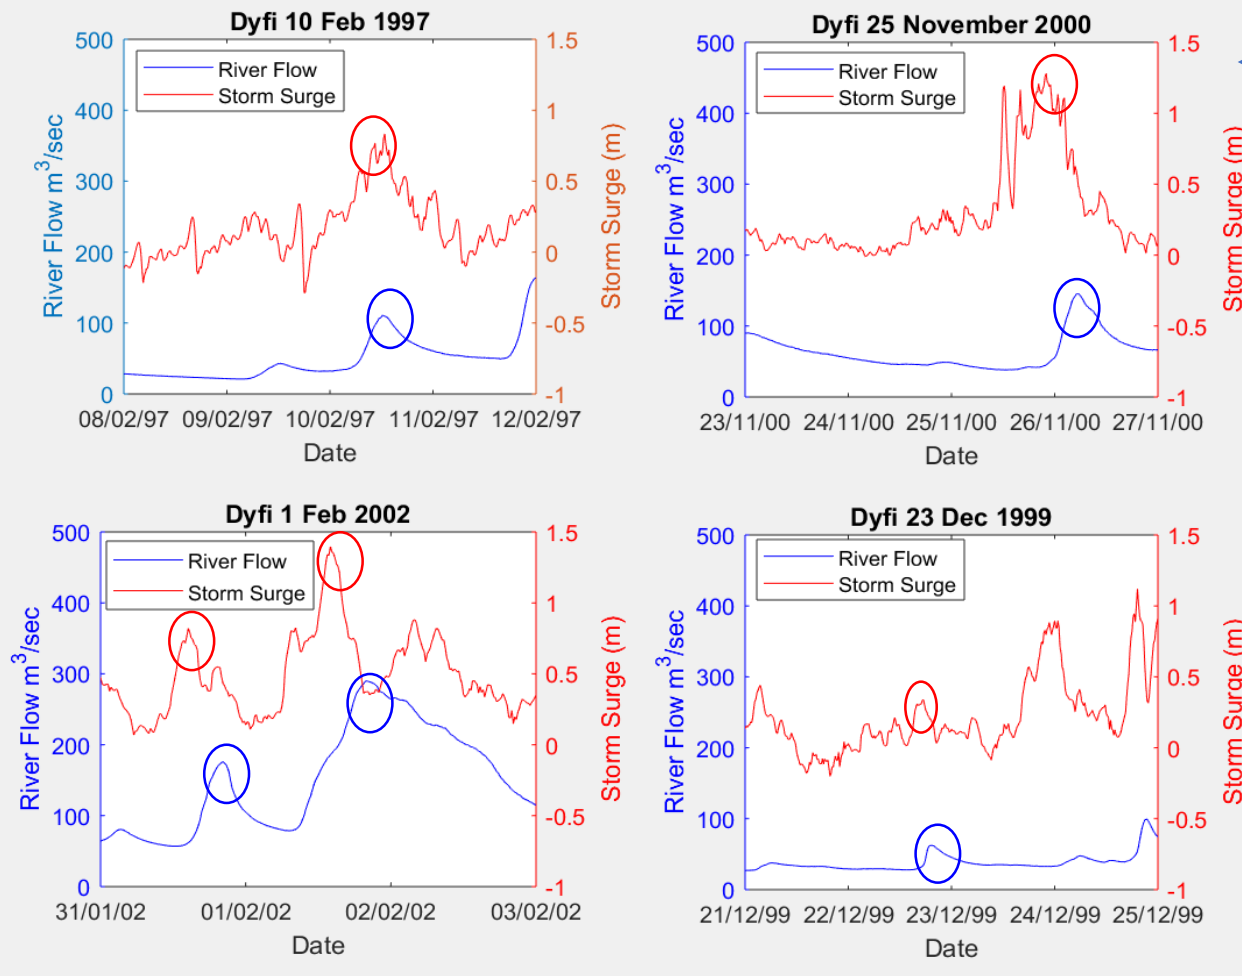 Dyfi 10 Feb 1997
500
400
300
200
100
0
River Flow m³/sec
River Flow
Storm Surge
1.5
1
0.5
0
-0.5
-1
Storm Surge (m)
08/02/97 09/02/97 10/02/97 11/02/97 12/02/97
Date
Dyfi 25 November 2000
500
400
300
200
100
0
River Flow m³/sec
River Flow
Storm Surge
1.5
1
0.5
0
-0.5
-1
Storm Surge (m)
23/11/00 24/11/00 25/11/00 26/11/00 27/11/00
Date
Dyfi 1 Feb 2002
500
400
300
200
100
0
River Flow m³/sec
River Flow
Storm Surge
1.5
1
0.5
0
-0.5
-1
Storm Surge (m)
31/01/02 01/02/02 02/02/02 03/02/02
Date
Dyfi 23 Dec 1999
500
400
300
200
100
0
River Flow m³/sec
River Flow
Storm Surge
1.5
1
0.5
0
-0.5
-1
Storm Surge (m)
21/12/99 22/12/99 23/12/99 24/12/99 25/12/99
Date